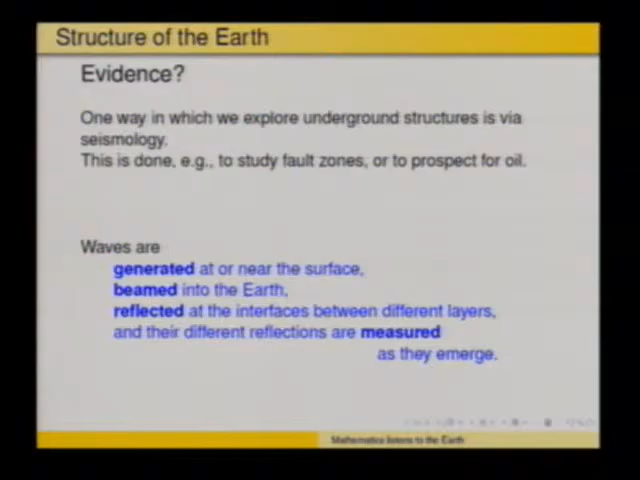 Structure of the Earth
Evidence?
One way in which we explore underground structures is via
seismology.
This is done, e.g., to study fault zones, or to prospect for oil.
Waves are
generated at or near the surface,
beamed into the Earth,
reflected at the interfaces between different layers,
and their different reflections are measured
as they emerge.
Mathematics listens to the Earth